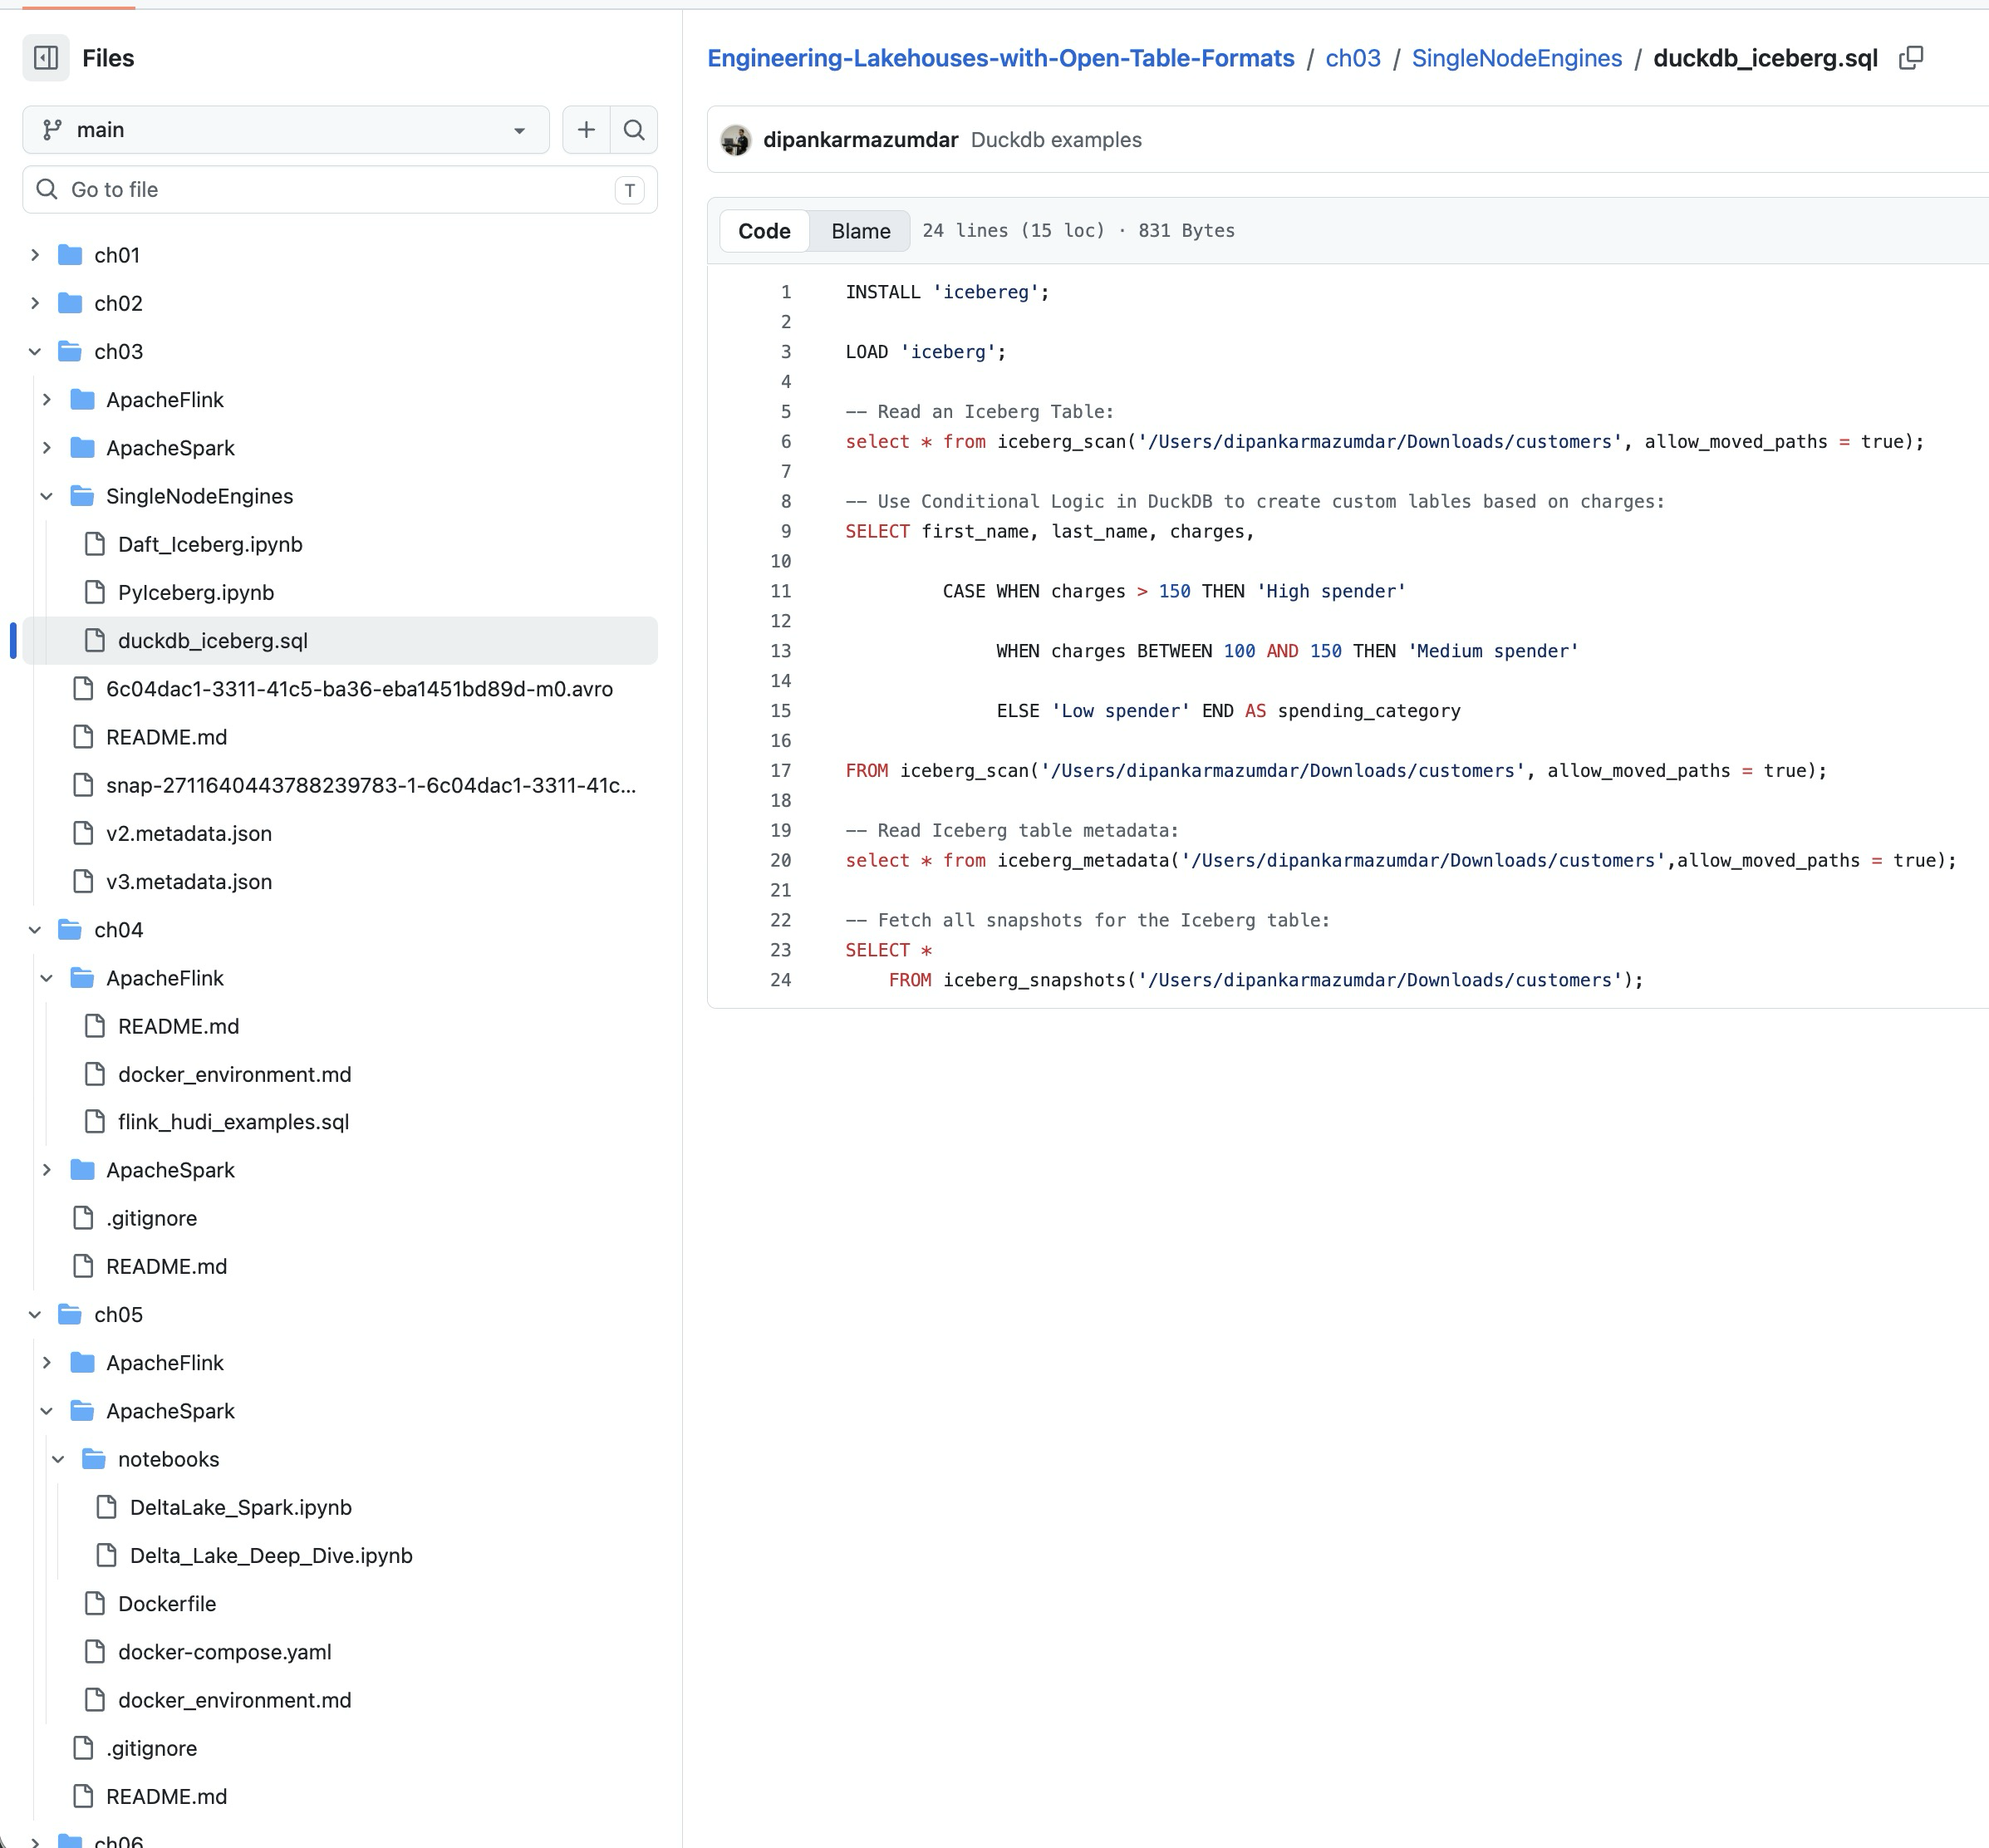 Files
main
Go to file
T
ch01
ch02
ch03
ApacheFlink
ApacheSpark
SingleNodeEngines
Daft_Iceberg.ipynb
PyIceberg.ipynb
duckdb_iceberg.sql
6c04dac1-3311-41c5-ba36-eba1451bd89d-m0.avro
README.md
snap-2711640443788239783-1-6c04dac1-3311-41c...
v2.metadata.json
v3.metadata.json
ch04
ApacheFlink
README.md
docker_environment.md
flink_hudi_examples.sql
ApacheSpark
.gitignore
README.md
ch05
ApacheFlink
ApacheSpark
notebooks
DeltaLake_Spark.ipynb
Delta_Lake_Deep_Dive.ipynb
Dockerfile
docker-compose.yaml
docker_environment.md
.gitignore
README.md
ch06
Engineering-Lakehouses-with-Open-Table-Formats / ch03 / SingleNodeEngines / duckdb_iceberg.sql
dipankarmazumdar Duckdb examples
Code Blame 24 lines (15 loc) · 831 Bytes
1 INSTALL 'icebereg';
2
3 LOAD 'iceberg';
4
5 -- Read an Iceberg Table:
6 select * from iceberg_scan('/Users/dipankarmazumdar/Downloads/customers', allow_moved_paths = true);
7
8 -- Use Conditional Logic in DuckDB to create custom lables based on charges:
9 SELECT first_name, last_name, charges,
10
11 CASE WHEN charges > 150 THEN 'High spender'
12
13 WHEN charges BETWEEN 100 AND 150 THEN 'Medium spender'
14
15 ELSE 'Low spender' END AS spending_category
16
17 FROM iceberg_scan('/Users/dipankarmazumdar/Downloads/customers', allow_moved_paths = true);
18
19 -- Read Iceberg table metadata:
20 select * from iceberg_metadata('/Users/dipankarmazumdar/Downloads/customers',allow_moved_paths = true);
21
22 -- Fetch all snapshots for the Iceberg table:
23 SELECT *
24 FROM iceberg_snapshots('/Users/dipankarmazumdar/Downloads/customers');